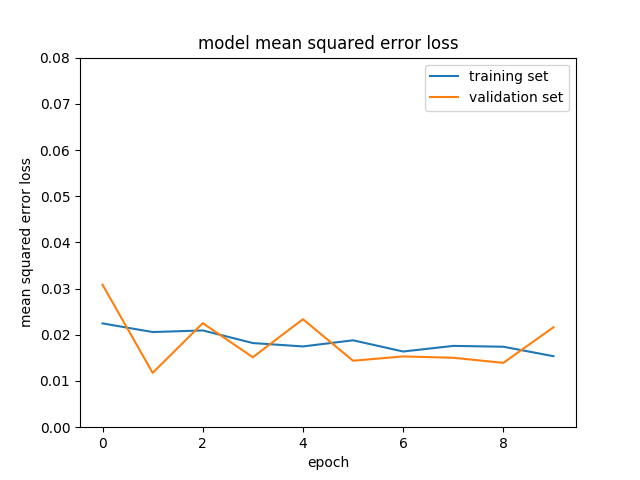 model mean squared error loss
0.08
0.07
0.06
0.05
0.04
0.03
0.02
0.01
0.00
mean squared error loss
training set
validation set
0
2
4
6
8
epoch